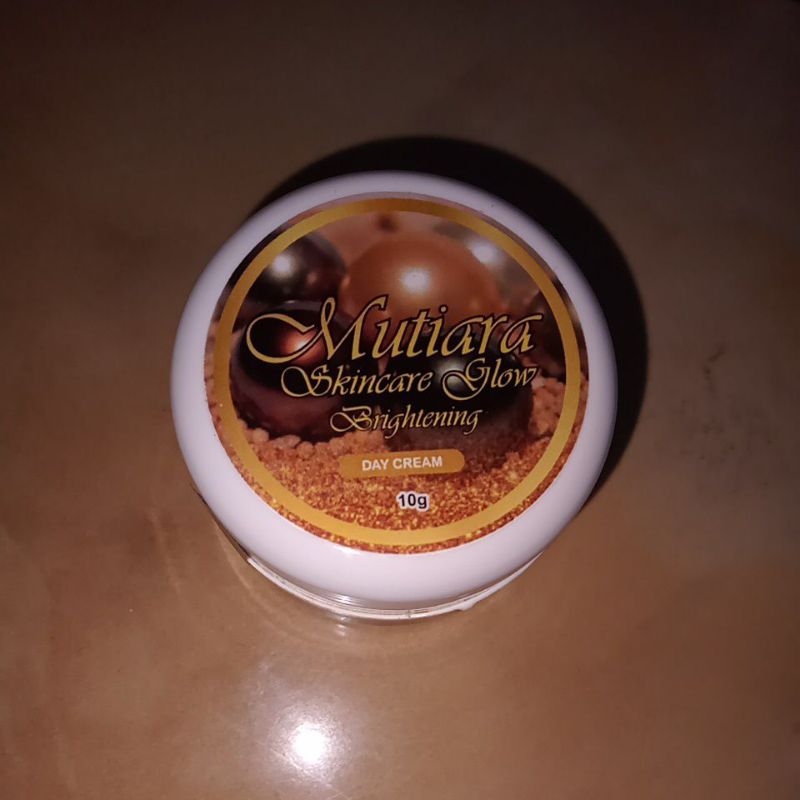 Mutiara
Skincare Glow
Brightening
DAY CREAM
10g